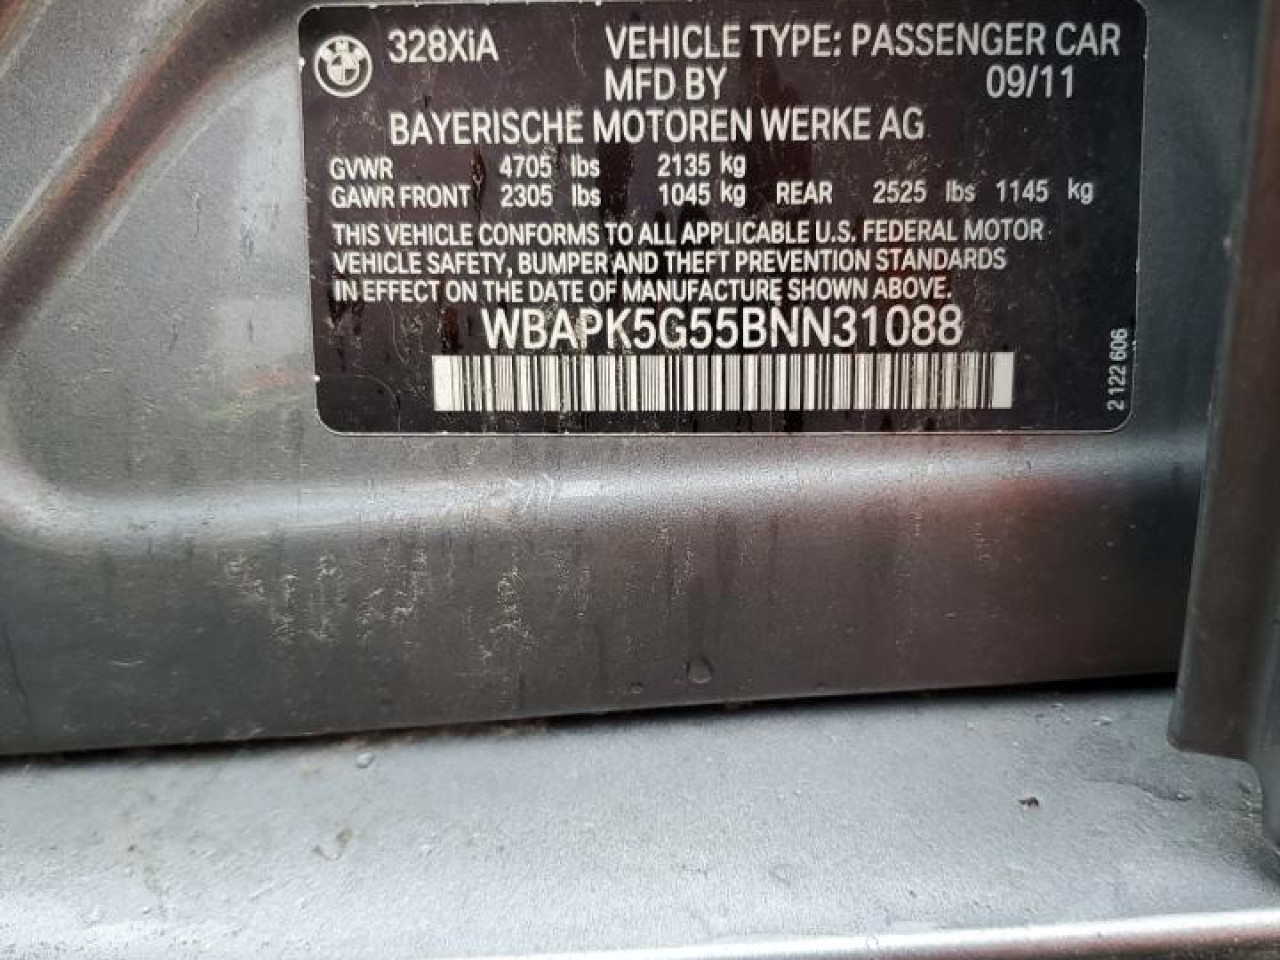 BMW
328XiA VEHICLE TYPE: PASSENGER CAR
MFD BY 09/11
BAYERISCHE MOTOREN WERKE AG
GVWR 4705 lbs 2135 kg
GAWR FRONT 2305 lbs 1045 kg REAR 2525 lbs 1145 kg
THIS VEHICLE CONFORMS TO ALL APPLICABLE U.S. FEDERAL MOTOR
VEHICLE SAFETY, BUMPER AND THEFT PREVENTION STANDARDS
IN EFFECT ON THE DATE OF MANUFACTURE SHOWN ABOVE.
WBAPK5G55BNN31088
2 122 606